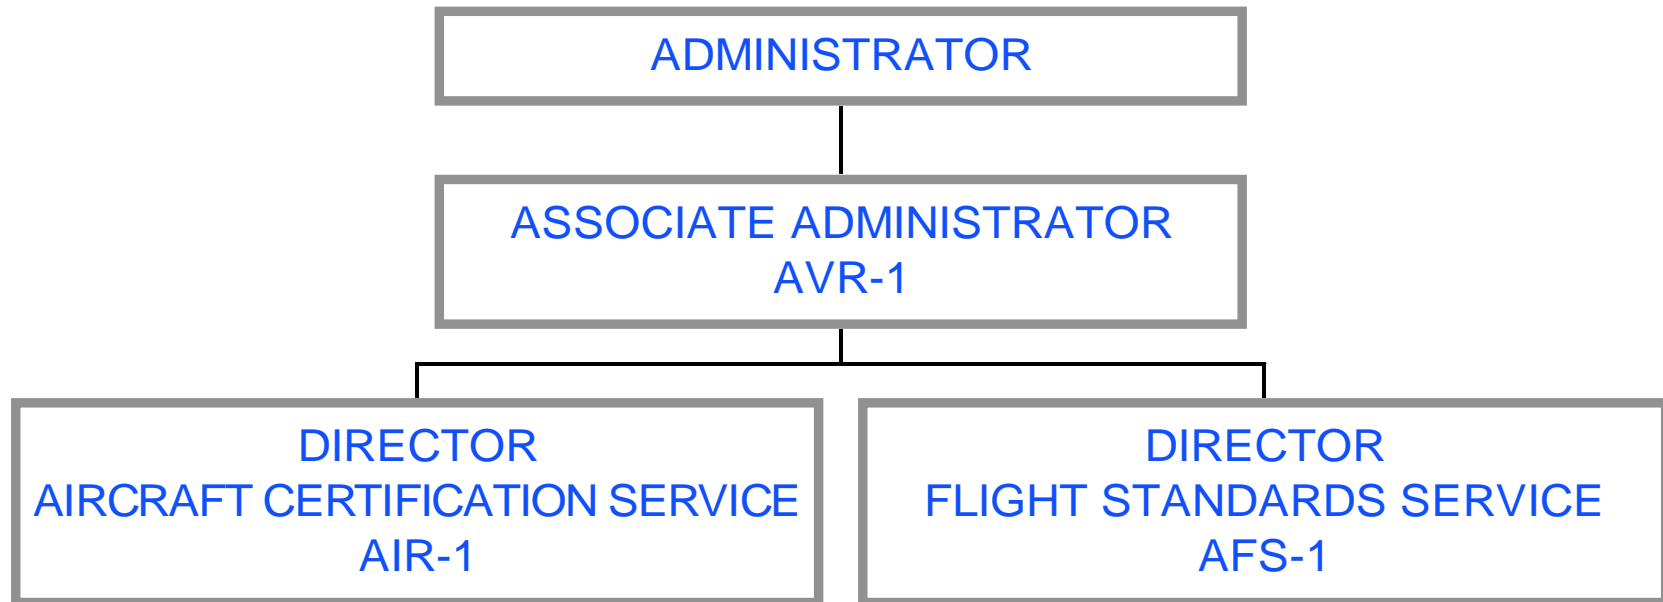 ADMINISTRATOR
ASSOCIATE ADMINISTRATOR
AVR-1
DIRECTOR
AIRCRAFT CERTIFICATION SERVICE
AIR-1
DIRECTOR
FLIGHT STANDARDS SERVICE
AFS-1